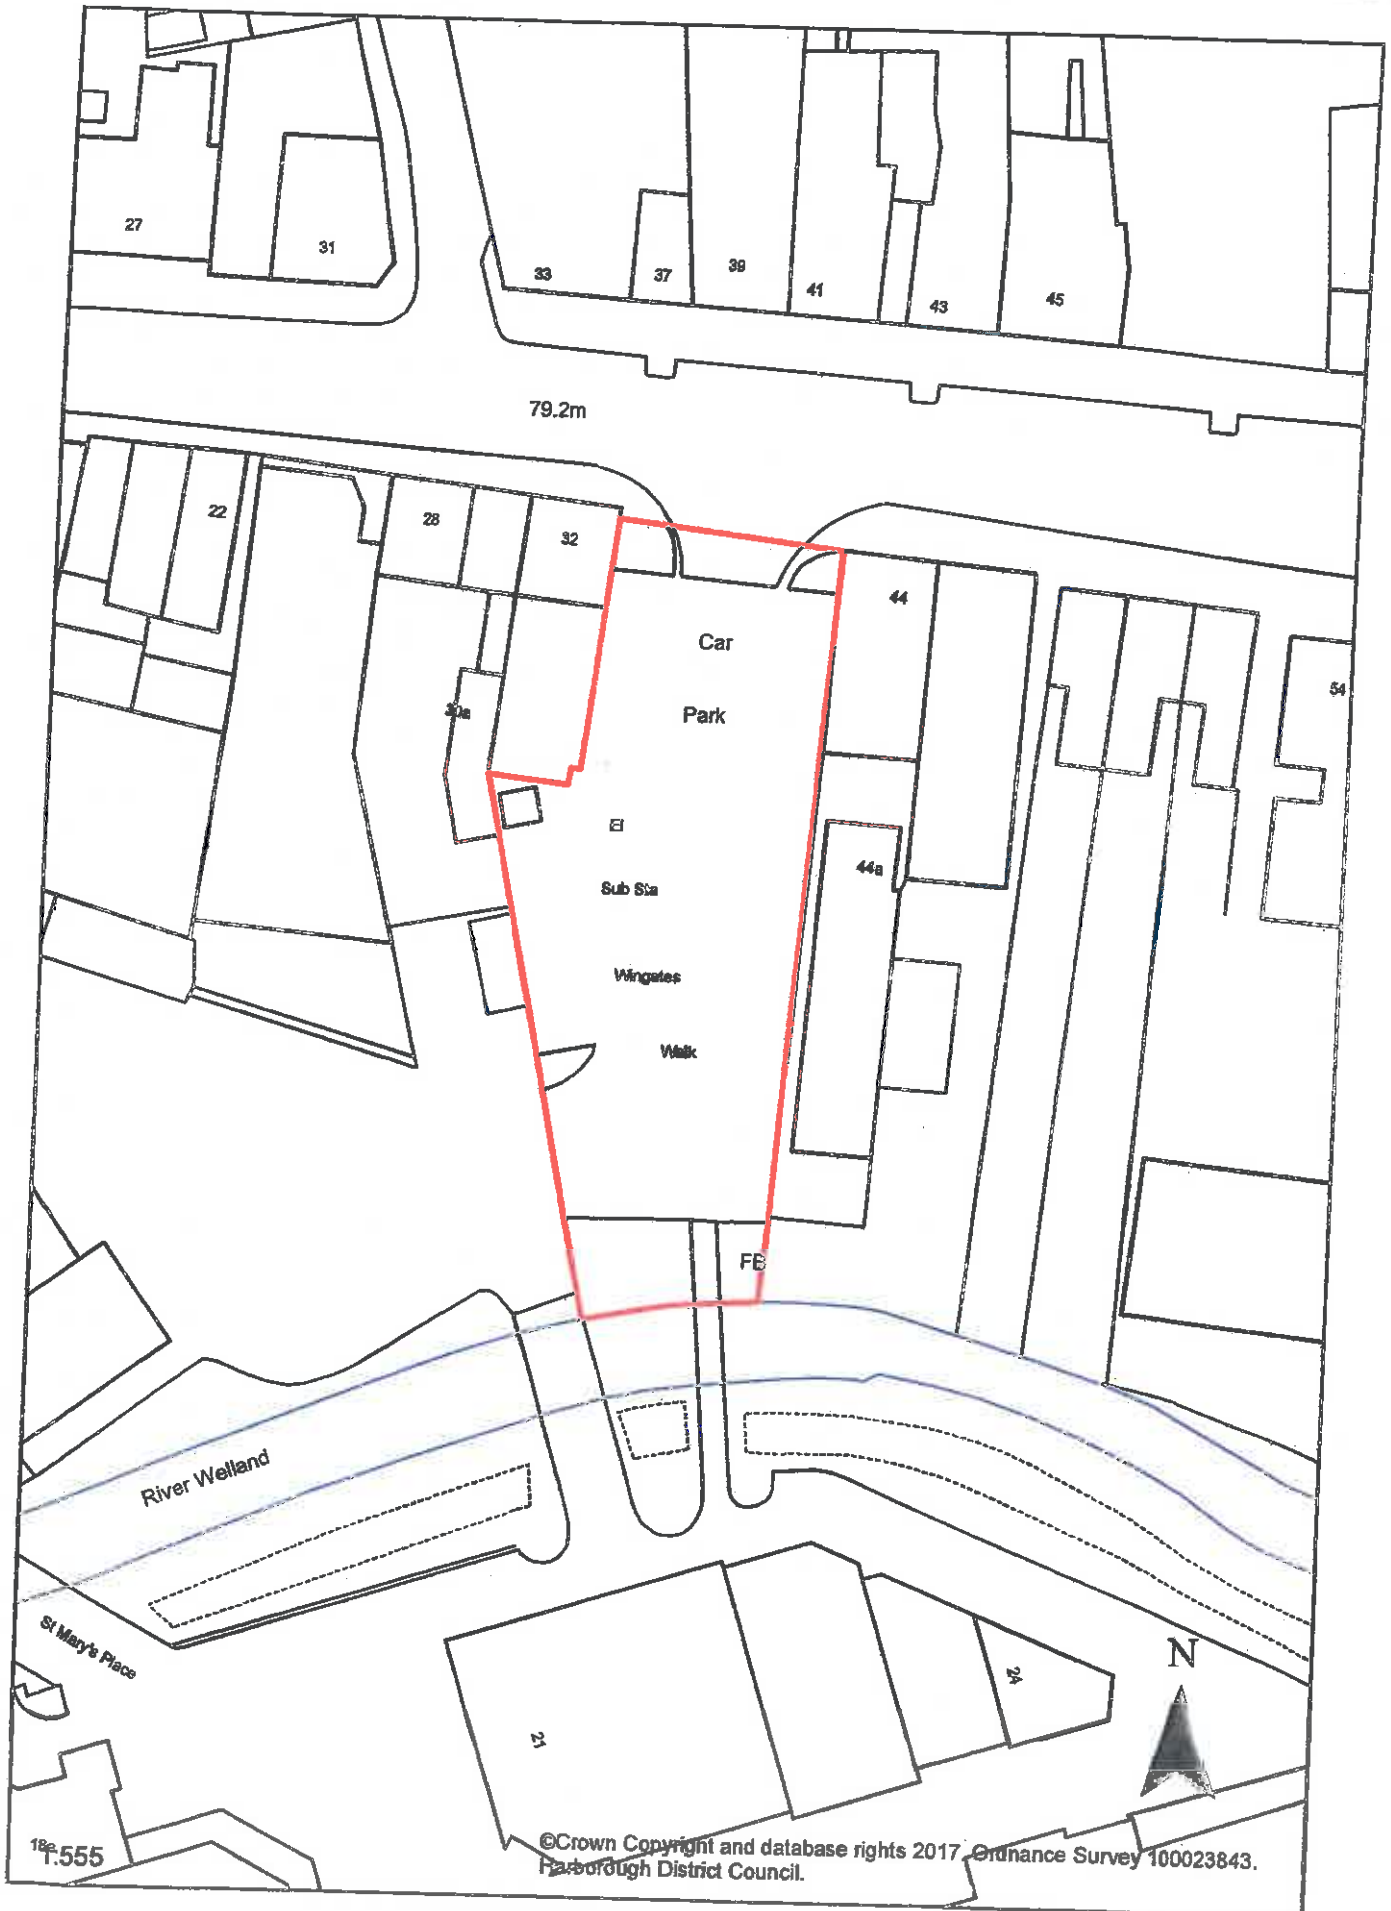 27
31
33
37
39
41
43
45
79.2m
22
28
32
44
54
Car
Park
30a
El
Sub Sta
44a
Wingates
Walk
FB
River Welland
St Mary's Place
N
24
21
1:555
©Crown Copyright and database rights 2017 Ordnance Survey 100023843.
Harborough District Council.